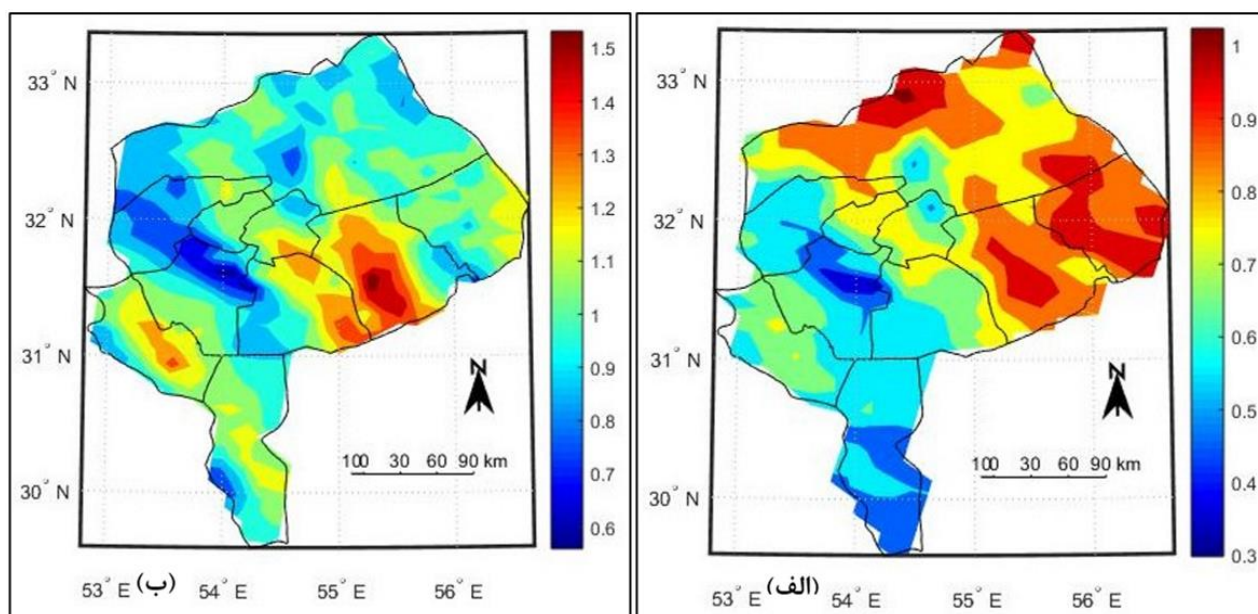 33° N
32° N
31° N
30° N
N
100 30 60 90 km
53° E (ب) 54° E 55° E 56° E
1.5
1.4
1.3
1.2
1.1
1
0.9
0.8
0.7
0.6
33° N
32° N
31° N
30° N
N
100 30 60 90 km
53° E (الف) 54° E 55° E 56° E
1
0.9
0.8
0.7
0.6
0.5
0.4
0.3